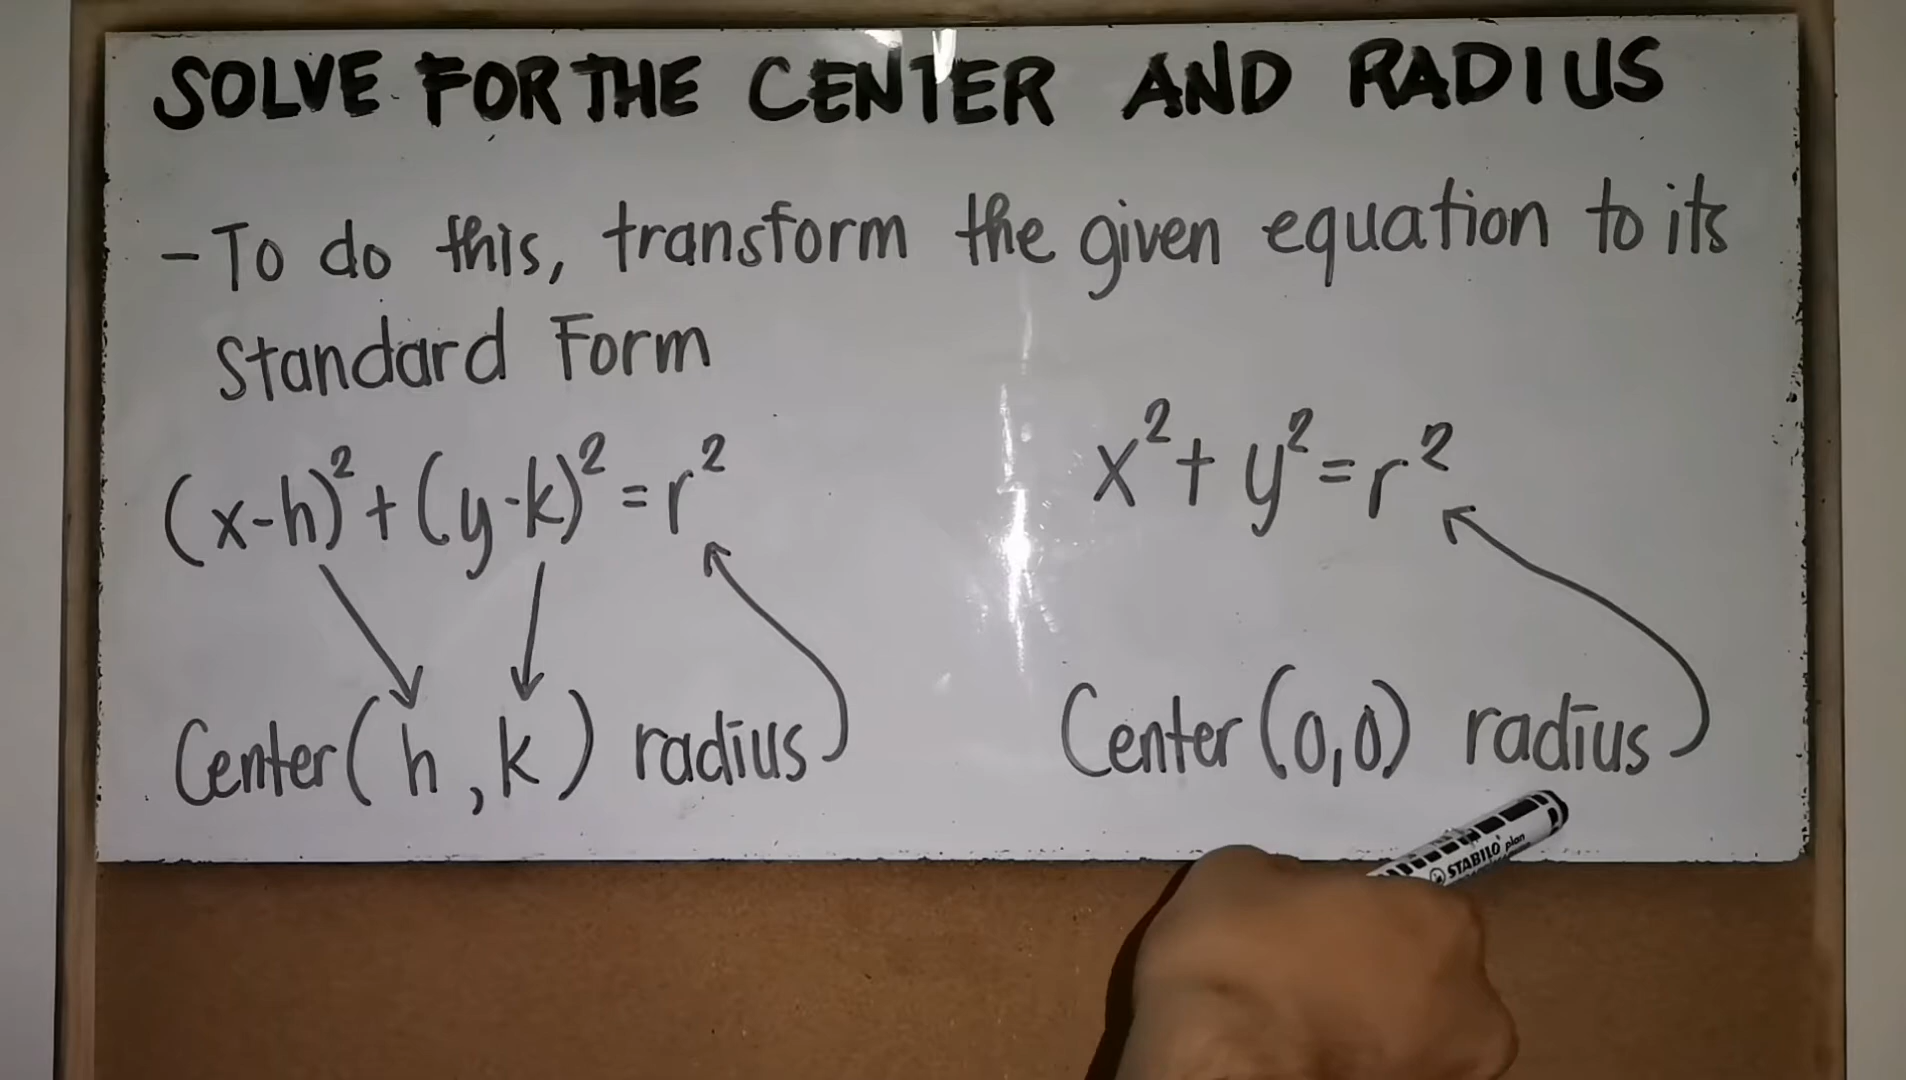 SOLVE FOR THE CENTER AND RADIUS
- To do this, transform the given equation to its
Standard Form
(x-h)² + (y-k)² = r²
x² + y² = r²
Center (h, k) radius
Center (0,0) radius
STABILO plan